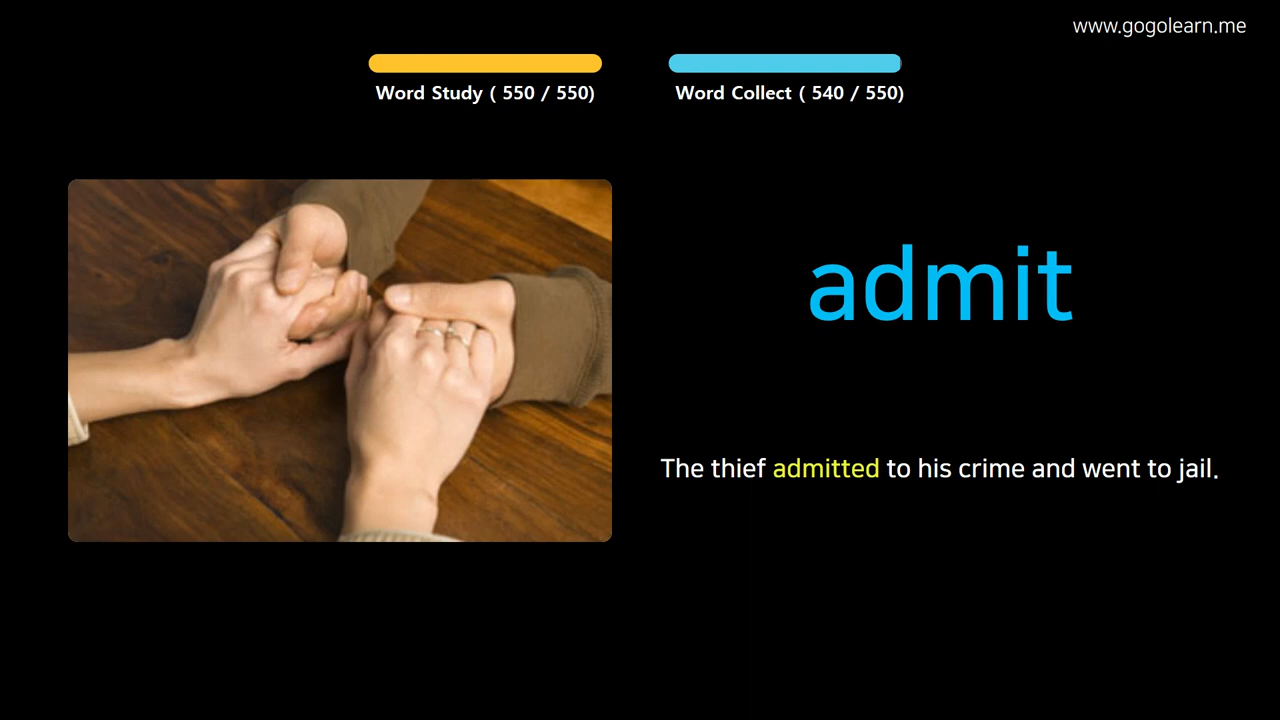 www.gogolearn.me
Word Study ( 550 / 550)
Word Collect ( 540 / 550)
admit
The thief admitted to his crime and went to jail.